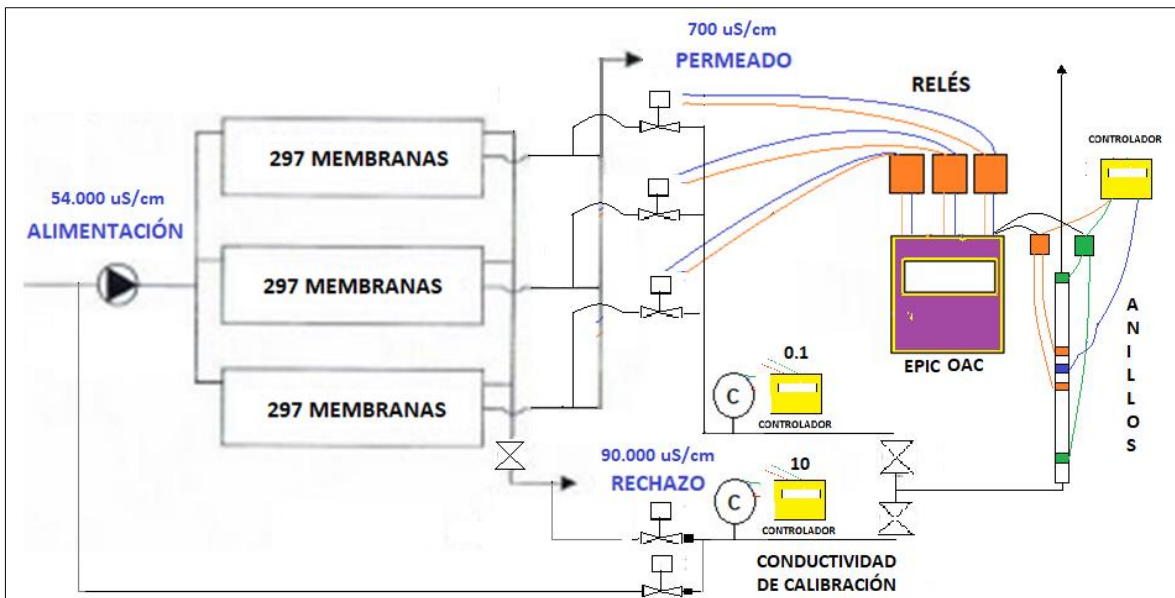 700 uS/cm
PERMEADO
RELÉS
CONTROLADOR
297 MEMBRANAS
54.000 uS/cm
ALIMENTACIÓN
297 MEMBRANAS
297 MEMBRANAS
EPIC OAC
A
N
I
L
L
O
S
0.1
C
CONTROLADOR
90.000 uS/cm
RECHAZO
10
C
CONTROLADOR
CONDUCTIVIDAD
DE CALIBRACIÓN